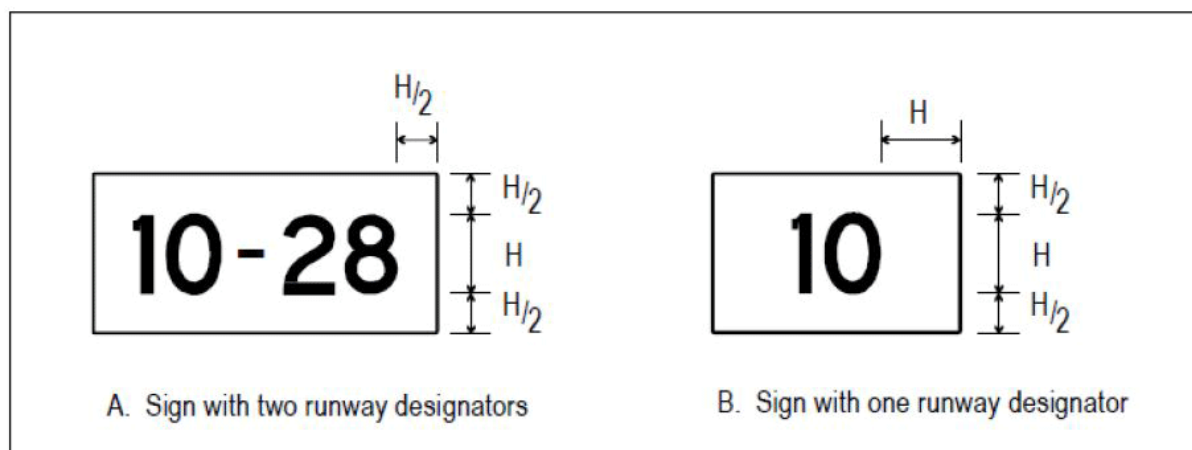 H/2
H
H/2
H/2
10-28
H
10
H
H/2
H/2
A. Sign with two runway designators
B. Sign with one runway designator